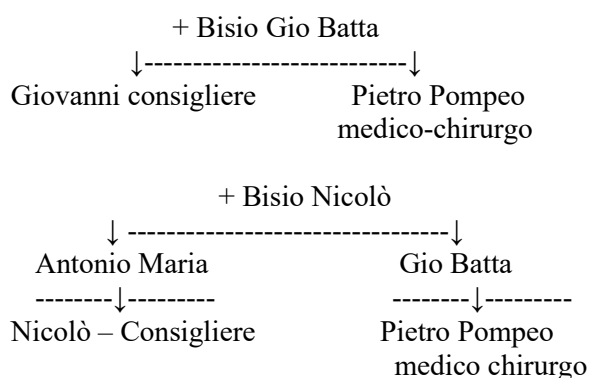 + Bisio Gio Batta
↓---------------------------↓
Giovanni consigliere Pietro Pompeo
medico-chirurgo
+ Bisio Nicolò
↓ --------------------------------↓
Antonio Maria Gio Batta
--------↓--------- --------↓---------
Nicolò – Consigliere Pietro Pompeo
medico chirurgo